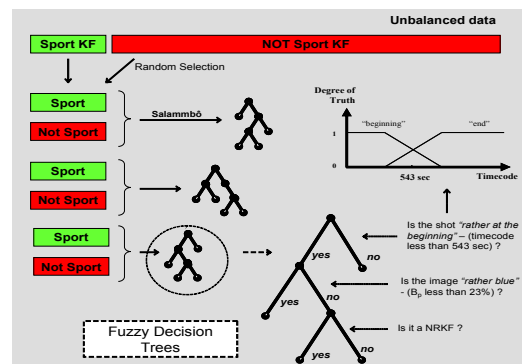 Unbalanced data
Sport KF
NOT Sport KF
Random Selection
Sport
Not Sport
Salammbô
Sport
Not Sport
Sport
Not Sport
Fuzzy Decision
Trees
Degree of
Truth
"beginning"
"end"
1
0
543 sec
Timecode
Is the shot "rather at the
beginning" – (timecode
less than 543 sec) ?
yes
no
Is the image "rather blue"
- (Bp less than 23%) ?
yes
no
Is it a NRKF ?
yes
no